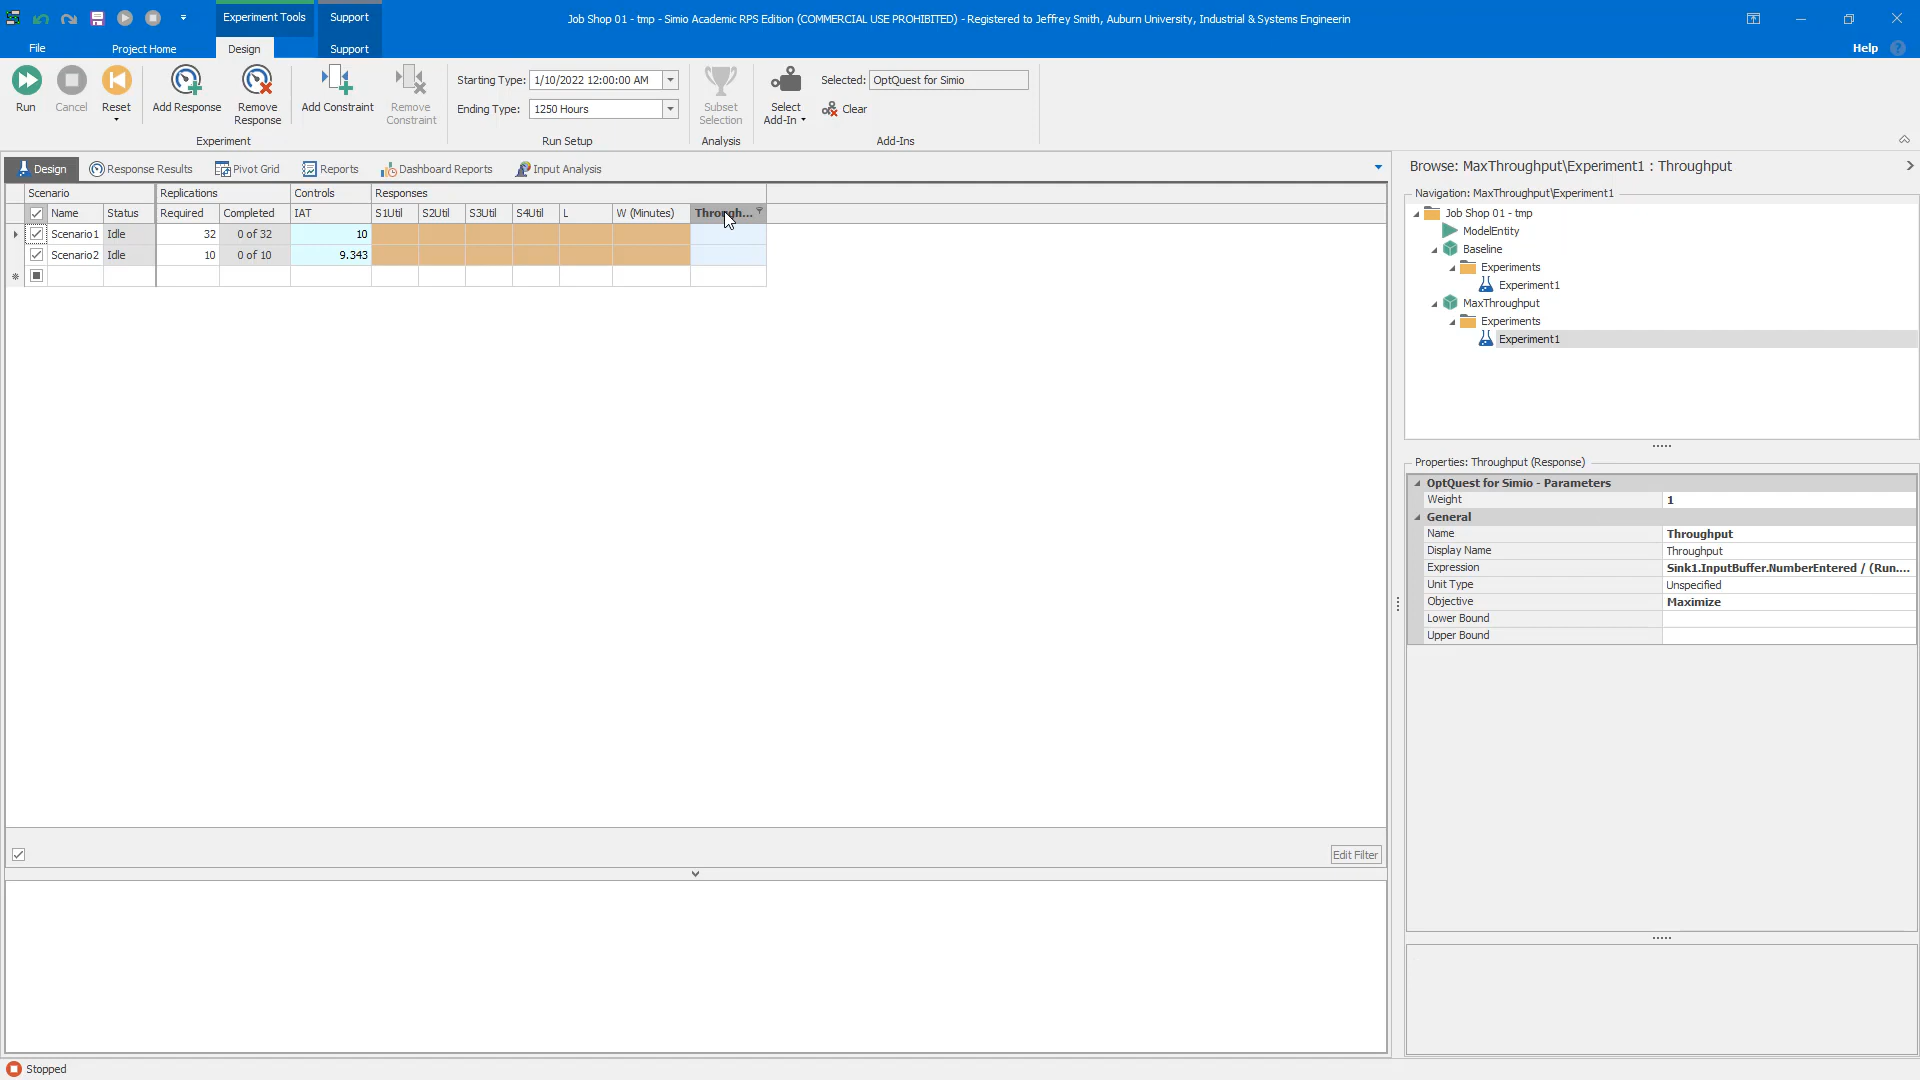 Experiment Tools
Support
Job Shop 01 - tmp - Simio Academic RPS Edition (COMMERCIAL USE PROHIBITED) - Registered to Jeffrey Smith, Auburn University, Industrial & Systems Engineerin
File
Project Home
Design
Support
Help
Run
Cancel
Reset
Add Response
Remove Response
Add Constraint
Remove Constraint
Starting Type: 1/10/2022 12:00:00 AM
Ending Type: 1250 Hours
Subset Selection
Select Add-In
Selected: OptQuest for Simio
Clear
Experiment
Run Setup
Analysis
Add-Ins
Design
Response Results
Pivot Grid
Reports
Dashboard Reports
Input Analysis
Scenario
Replications
Controls
Responses
Name Status Required Completed IAT S1Util S2Util S3Util S4Util L W (Minutes) Through...
Scenario1 Idle 32 0 of 32 10
Scenario2 Idle 10 0 of 10 9.343
Edit Filter
Browse: MaxThroughput\Experiment1 : Throughput
Navigation: MaxThroughput\Experiment1
Job Shop 01 - tmp
ModelEntity
Baseline
Experiments
Experiment1
MaxThroughput
Experiments
Experiment1
Properties: Throughput (Response)
OptQuest for Simio - Parameters
Weight 1
General
Name Throughput
Display Name Throughput
Expression Sink1.InputBuffer.NumberEntered / (Run....
Unit Type Unspecified
Objective Maximize
Lower Bound
Upper Bound
Stopped